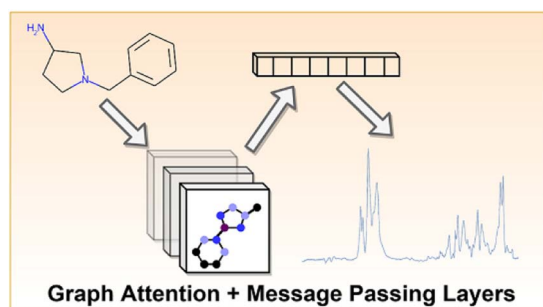 H₂N
N
Graph Attention + Message Passing Layers